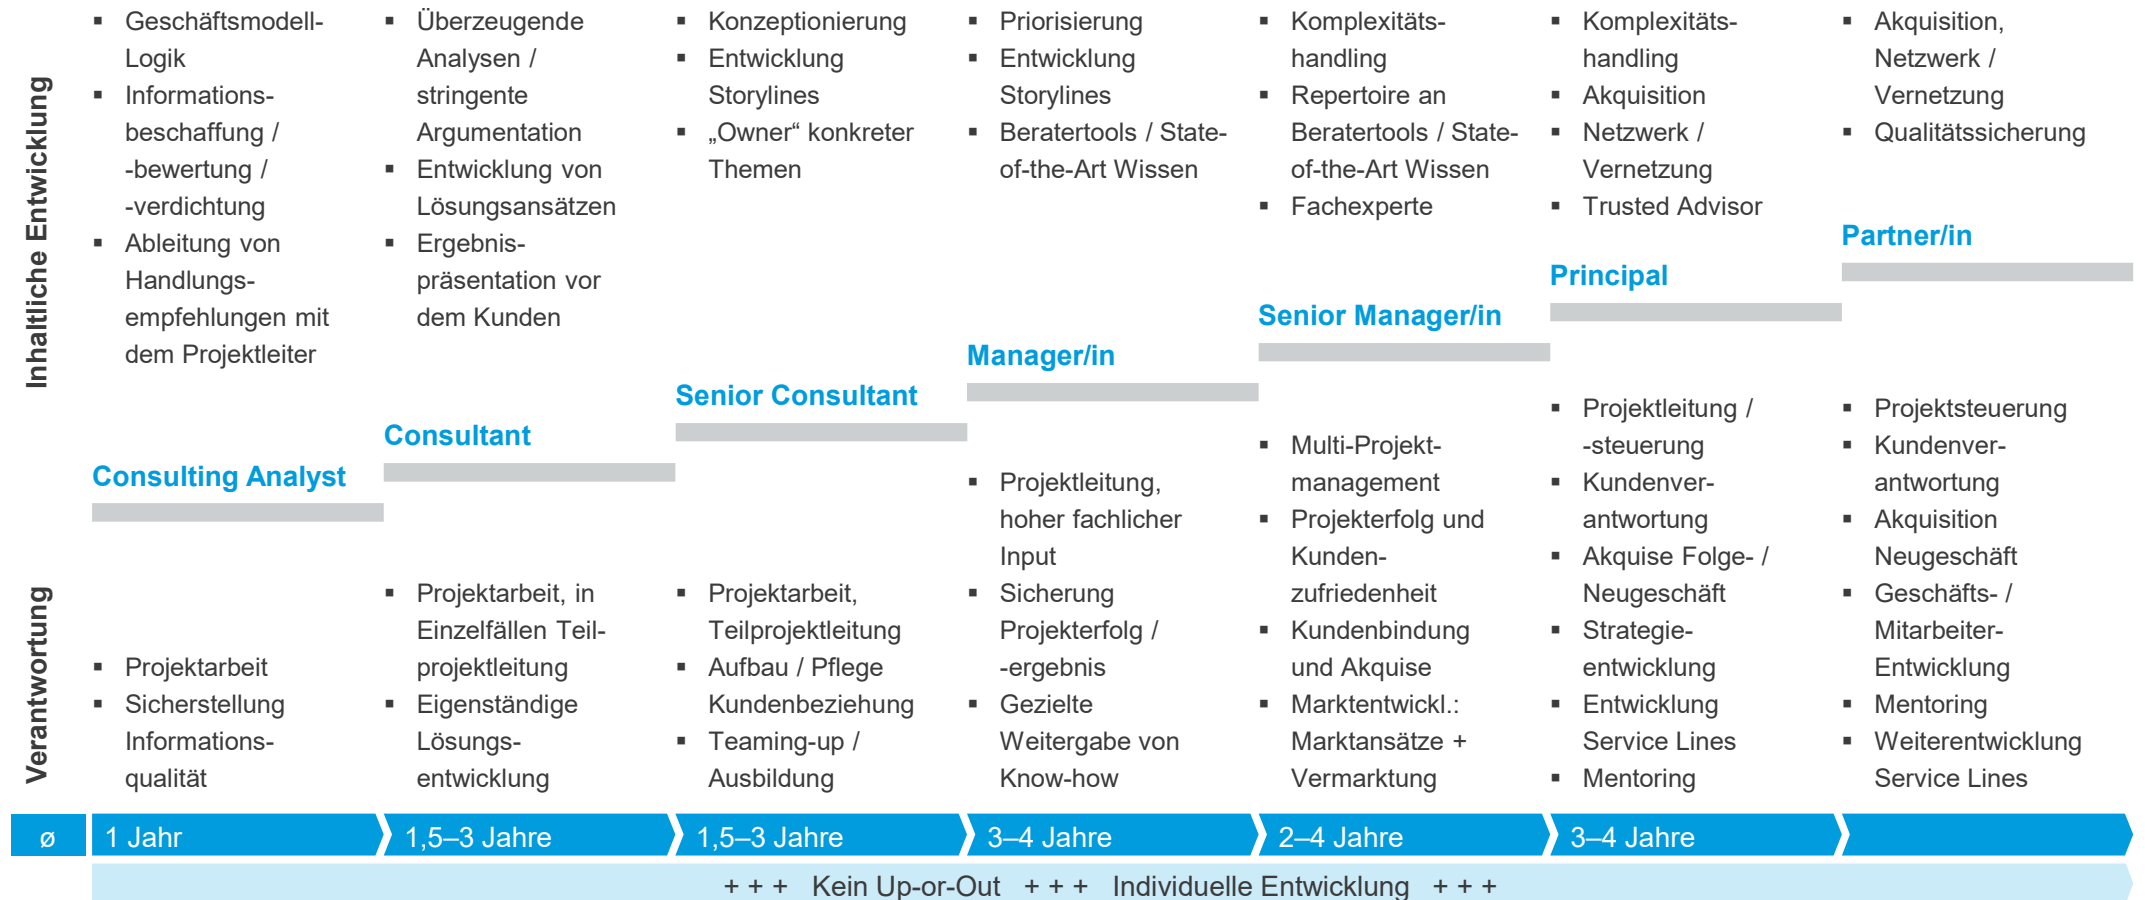 Inhaltliche Entwicklung
▪ Geschäftsmodell-
Logik
▪ Informations-
beschaffung /
-bewertung /
-verdichtung
▪ Ableitung von
Handlungs-
empfehlungen mit
dem Projektleiter
▪ Überzeugende
Analysen /
stringente
Argumentation
▪ Entwicklung von
Lösungsansätzen
▪ Ergebnis-
präsentation vor
dem Kunden
▪ Konzeptionierung
▪ Entwicklung
Storylines
▪ „Owner“ konkreter
Themen
▪ Priorisierung
▪ Entwicklung
Storylines
▪ Beratertools / State-
of-the-Art Wissen
▪ Komplexitäts-
handling
▪ Repertoire an
Beratertools / State-
of-the-Art Wissen
▪ Fachexperte
▪ Komplexitäts-
handling
▪ Akquisition
▪ Netzwerk /
Vernetzung
▪ Trusted Advisor
▪ Akquisition,
Netzwerk /
Vernetzung
▪ Qualitätssicherung
Consulting Analyst
Consultant
Senior Consultant
Manager/in
Senior Manager/in
Principal
Partner/in
Verantwortung
▪ Projektarbeit
▪ Sicherstellung
Informations-
qualität
▪ Projektarbeit, in
Einzelfällen Teil-
projektleitung
▪ Eigenständige
Lösungs-
entwicklung
▪ Projektarbeit,
Teilprojektleitung
▪ Aufbau / Pflege
Kundenbeziehung
▪ Teaming-up /
Ausbildung
▪ Projektleitung,
hoher fachlicher
Input
▪ Sicherung
Projekterfolg /
-ergebnis
▪ Gezielte
Weitergabe von
Know-how
▪ Multi-Projekt-
management
▪ Projekterfolg und
Kunden-
zufriedenheit
▪ Kundenbindung
und Akquise
▪ Marktentwickl.:
Marktansätze +
Vermarktung
▪ Projektleitung /
-steuerung
▪ Kundenver-
antwortung
▪ Akquise Folge- /
Neugeschäft
▪ Strategie-
entwicklung
▪ Entwicklung
Service Lines
▪ Mentoring
▪ Projektsteuerung
▪ Kundenver-
antwortung
▪ Akquisition
Neugeschäft
▪ Geschäfts- /
Mitarbeiter-
Entwicklung
▪ Mentoring
▪ Weiterentwicklung
Service Lines
ø
1 Jahr
1,5–3 Jahre
1,5–3 Jahre
3–4 Jahre
2–4 Jahre
3–4 Jahre
+ + + Kein Up-or-Out + + + Individuelle Entwicklung + + +